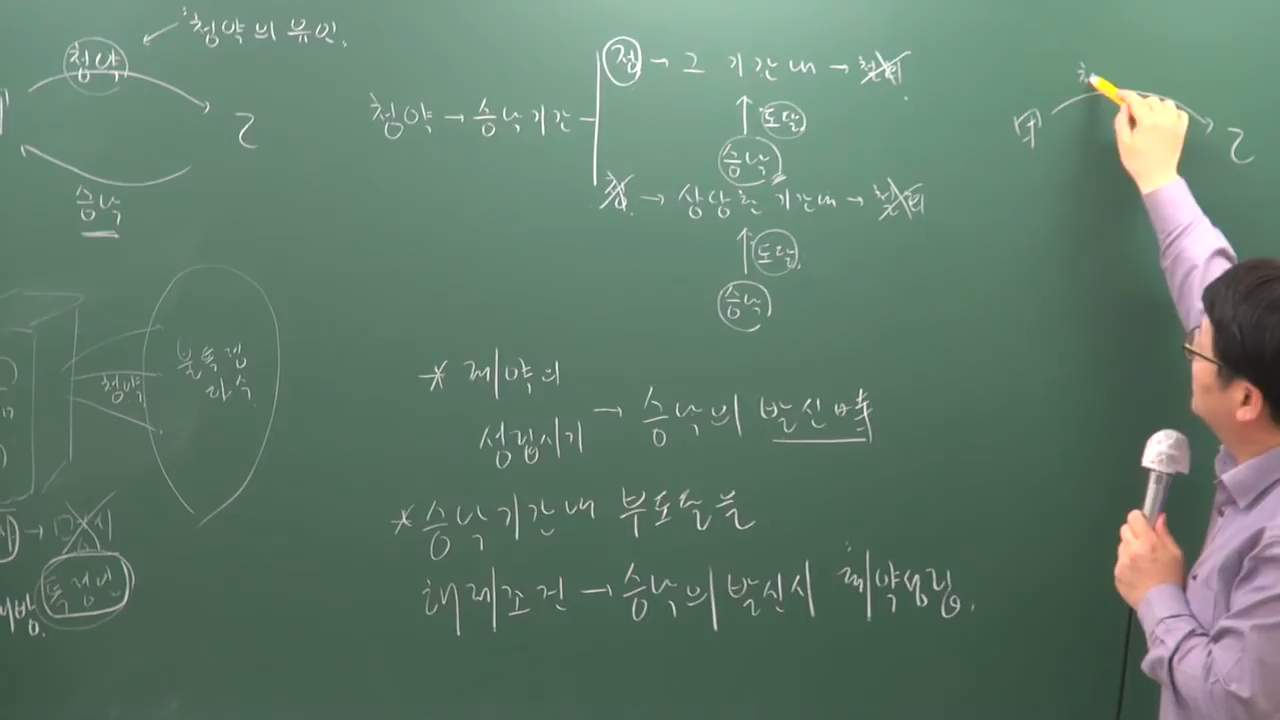 청약의 유인.
청약
乙
승낙
청약 → 승낙기간
정 → 그 기간내 → 철회
도달
승낙
상당한 기간내 → 철회
도달
승낙
甲
乙
청약
불특정
다수
* 계약의
성립시기 → 승낙의 발신때
* 승낙기간내 부도달을
해제조건 → 승낙의 발신시 계약성립.
특정인